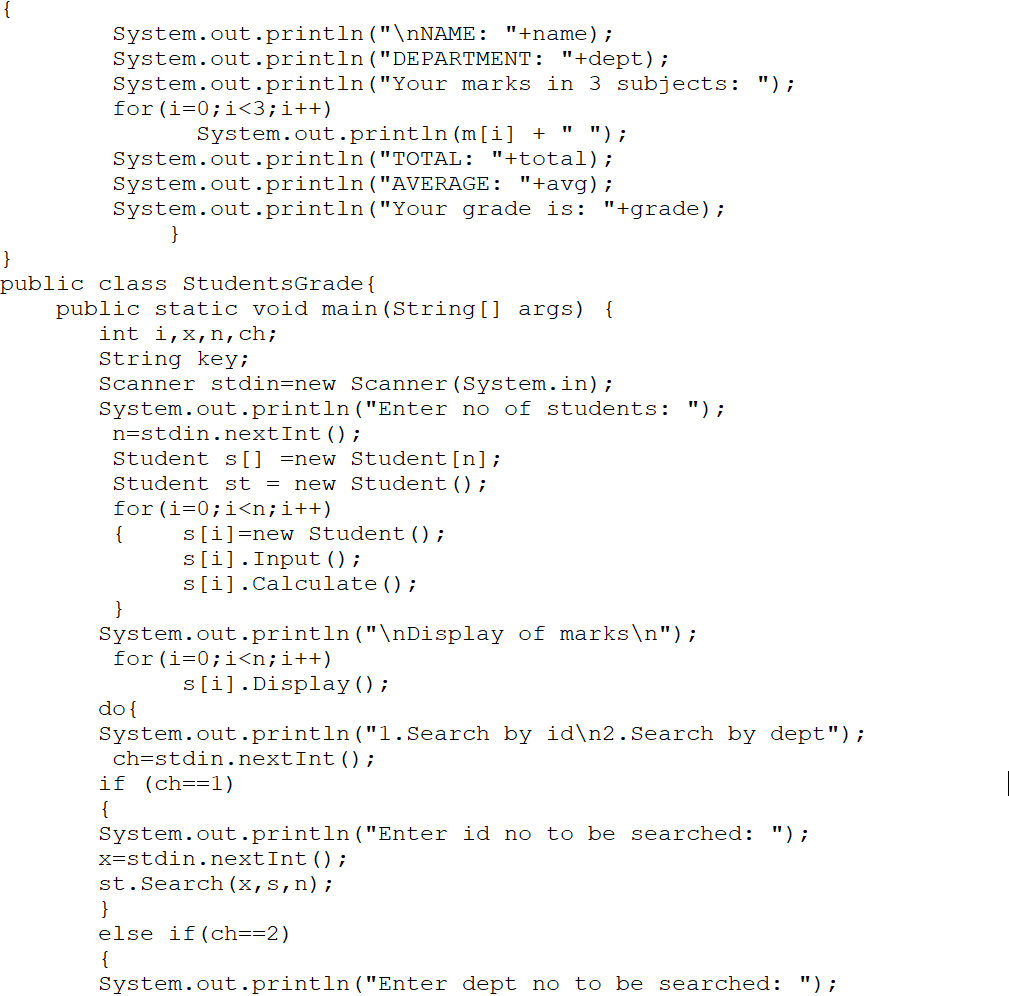 {
        System.out.println("\nNAME: "+name);
        System.out.println("DEPARTMENT: "+dept);
        System.out.println("Your marks in 3 subjects: ");
        for(i=0;i<3;i++)
              System.out.println(m[i] + " ");
        System.out.println("TOTAL: "+total);
        System.out.println("AVERAGE: "+avg);
        System.out.println("Your grade is: "+grade);
            }
}
public class StudentsGrade{
    public static void main(String[] args) {
       int i,x,n,ch;
       String key;
       Scanner stdin=new Scanner(System.in);
       System.out.println("Enter no of students: ");
        n=stdin.nextInt();
        Student s[] =new Student[n];
        Student st = new Student();
        for(i=0;i<n;i++)
        {    s[i]=new Student();
             s[i].Input();
             s[i].Calculate();
        }
       System.out.println("\nDisplay of marks\n");
        for(i=0;i<n;i++)
             s[i].Display();
       do{
       System.out.println("1.Search by id\n2.Search by dept");
        ch=stdin.nextInt();
       if (ch==1)
       {
       System.out.println("Enter id no to be searched: ");
       x=stdin.nextInt();
       st.Search(x,s,n);
       }
       else if(ch==2)
       {
       System.out.println("Enter dept no to be searched: ");